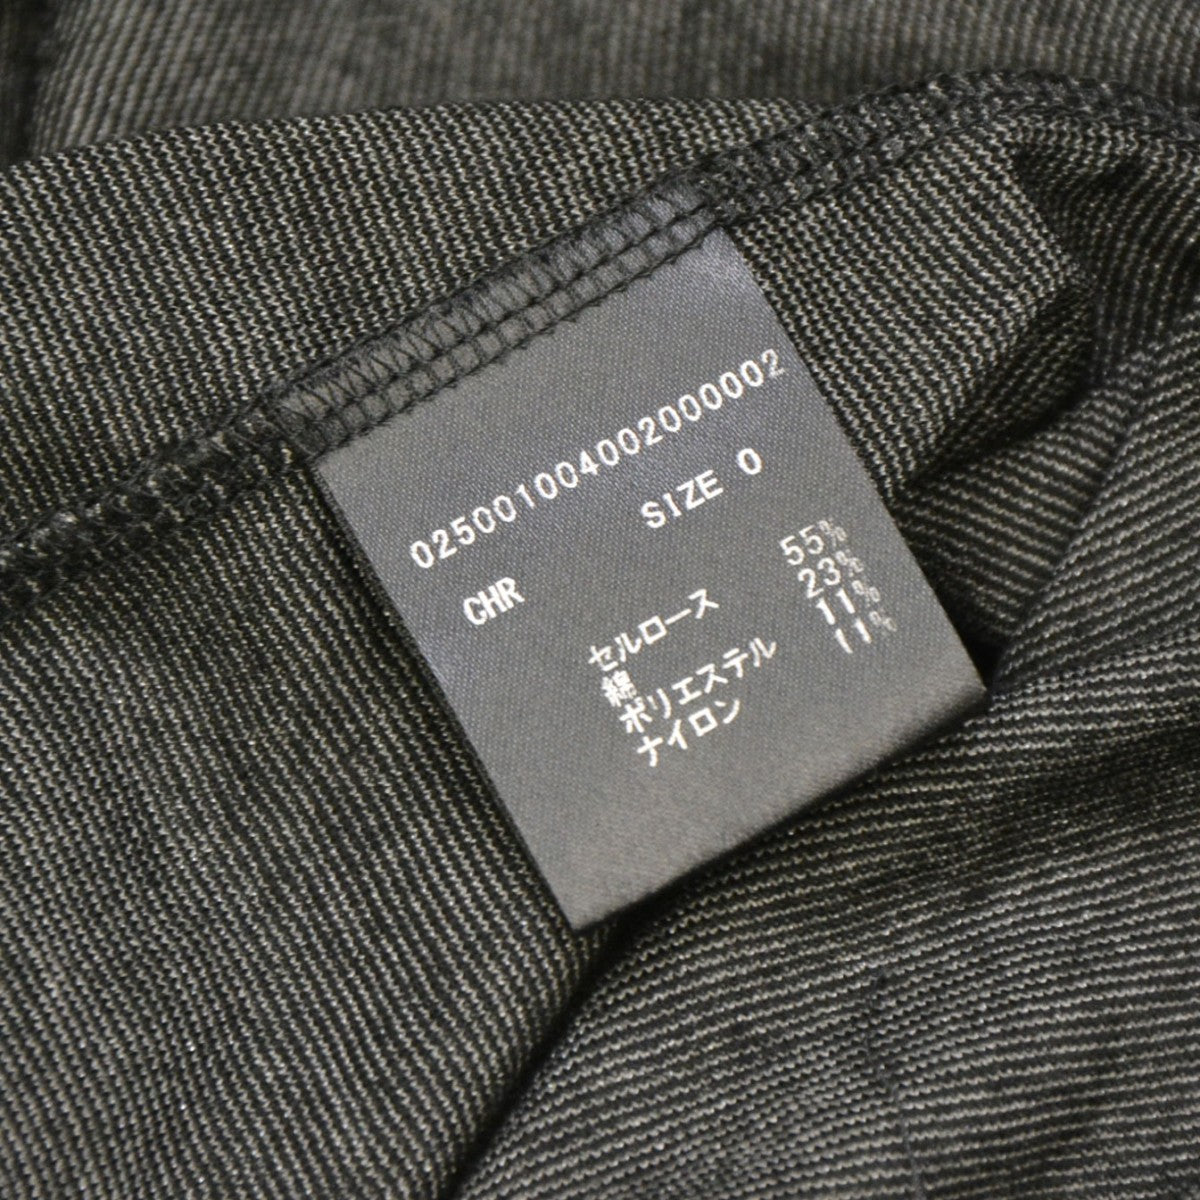 025001004002000002
SIZE 0
CHR
セルロース 55%
綿 23%
ポリエステル 11%
ナイロン 11%